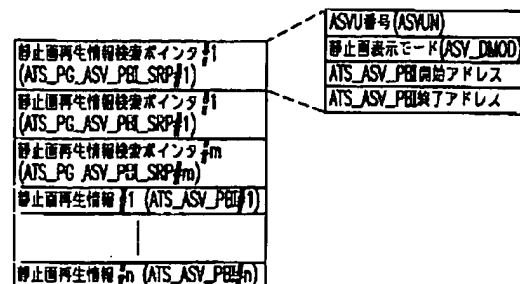 静止画再生情報検索ポインタ#1
(ATS_PG_ASV_PBI_SRP#1)
静止画再生情報検索ポインタ#1
(ATS_PG_ASV_PBI_SRP#1)
静止画再生情報検索ポインタ#m
(ATS_PG_ASV_PBI_SRP#m)
静止画再生情報 #1 (ATS_ASV_PBI#1)
静止画再生情報 #n (ATS_ASV_PBI#n)
ASVU番号(ASVUN)
静止画表示モード(ASV_DMOD)
ATS_ASV_PBI開始アドレス
ATS_ASV_PBI終了アドレス